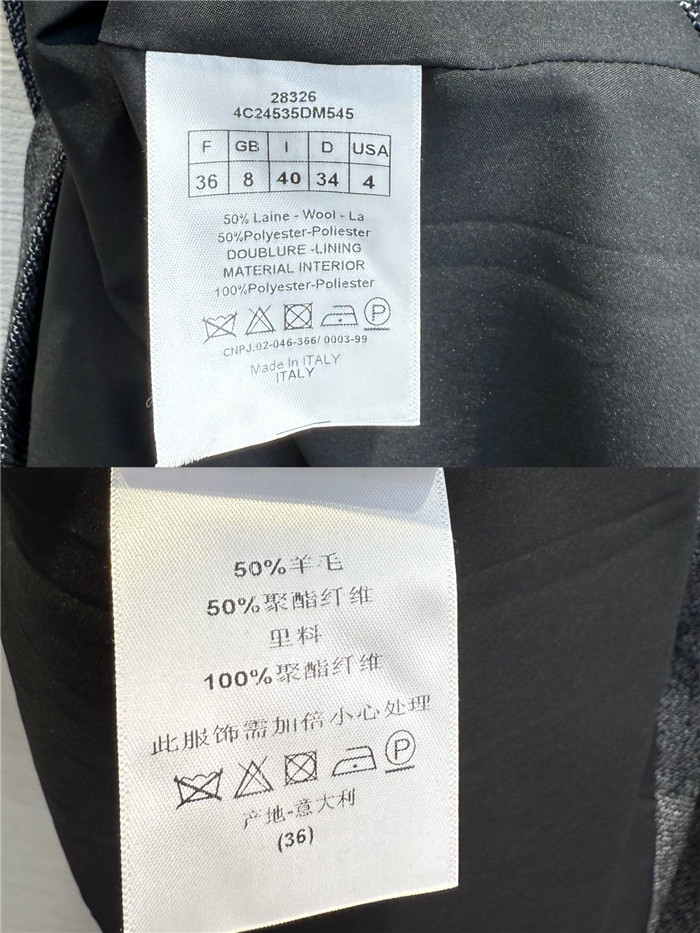 28326
4C24535DM545
F GB I D USA
36 8 40 34 4
50% Laine - Wool - La
50%Polyester-Poliester
DOUBLURE -LINING
MATERIAL INTERIOR
100%Polyester-Poliester
P
CNPJ.02-046-366/ 0003-99
Made In ITALY
ITALY
50%羊毛
50%聚酯纤维
里料
100%聚酯纤维
此服饰需加倍小心处理
P
产地-意大利
(36)